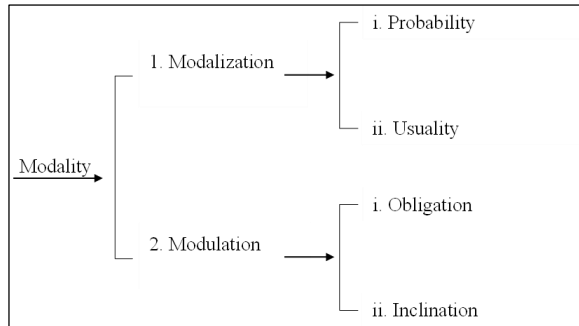 i. Probability
1. Modalization
ii. Usuality
Modality
i. Obligation
2. Modulation
ii. Inclination